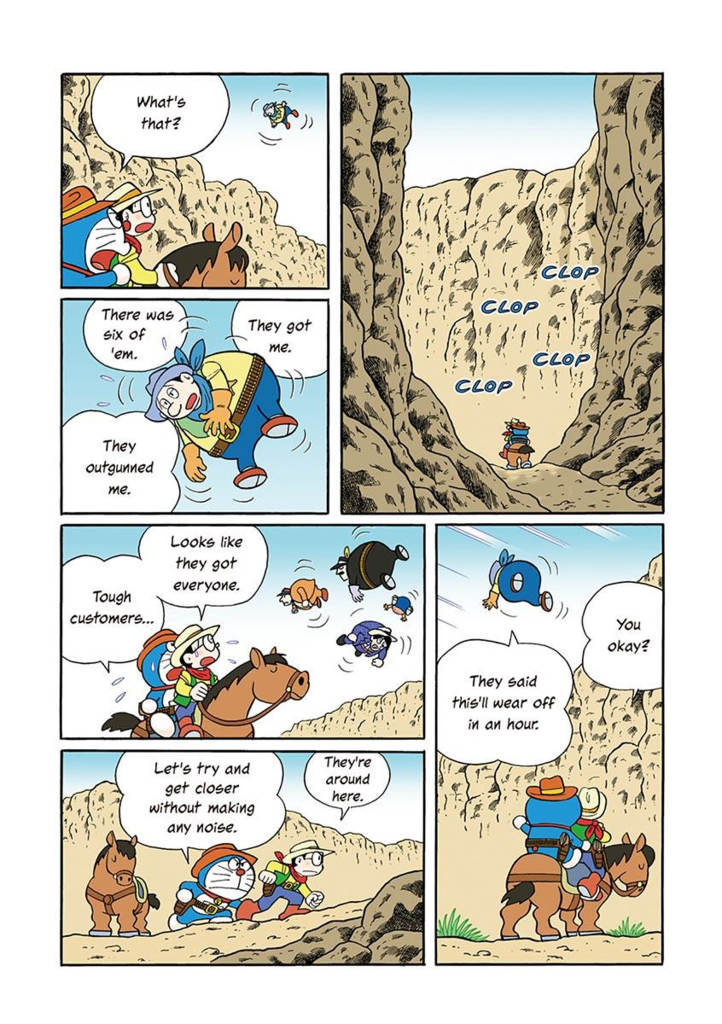 CLOP
CLOP
CLOP
CLOP
What's
that?
They got
me.
There was
six of
'em.
They
outgunned
me.
You
okay?
They said
this'll wear off
in an hour.
Looks like
they got
everyone.
Tough
customers...
They're
around
here.
Let's try and
get closer
without making
any noise.